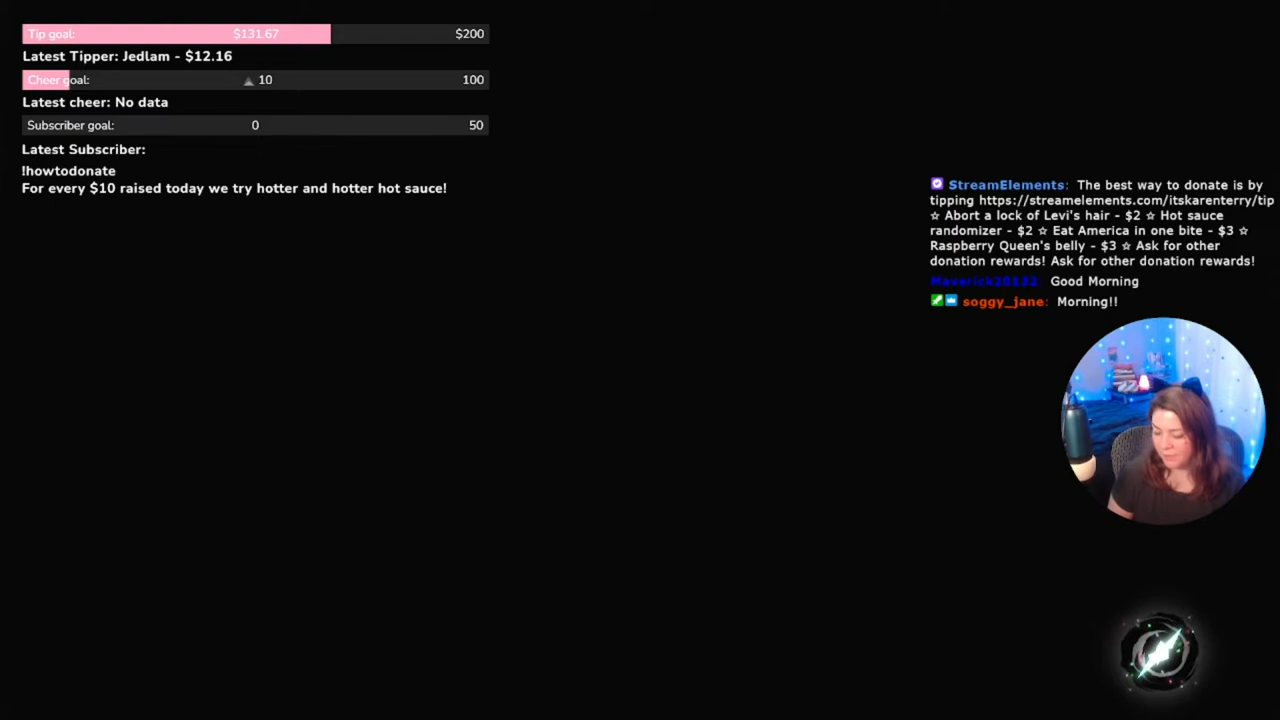 Tip goal: $131.67 $200
Latest Tipper: Jedlam - $12.16
Cheer goal: 10 100
Latest cheer: No data
Subscriber goal: 0 50
Latest Subscriber:
!howtodonate
For every $10 raised today we try hotter and hotter hot sauce!
StreamElements: The best way to donate is by
tipping https://streamelements.com/itskarenterry/tip
☆ Abort a lock of Levi's hair - $2 ☆ Hot sauce
randomizer - $2 ☆ Eat America in one bite - $3 ☆
Raspberry Queen's belly - $3 ☆ Ask for other
donation rewards! Ask for other donation rewards!
Maverick20132: Good Morning
soggy_jane: Morning!!